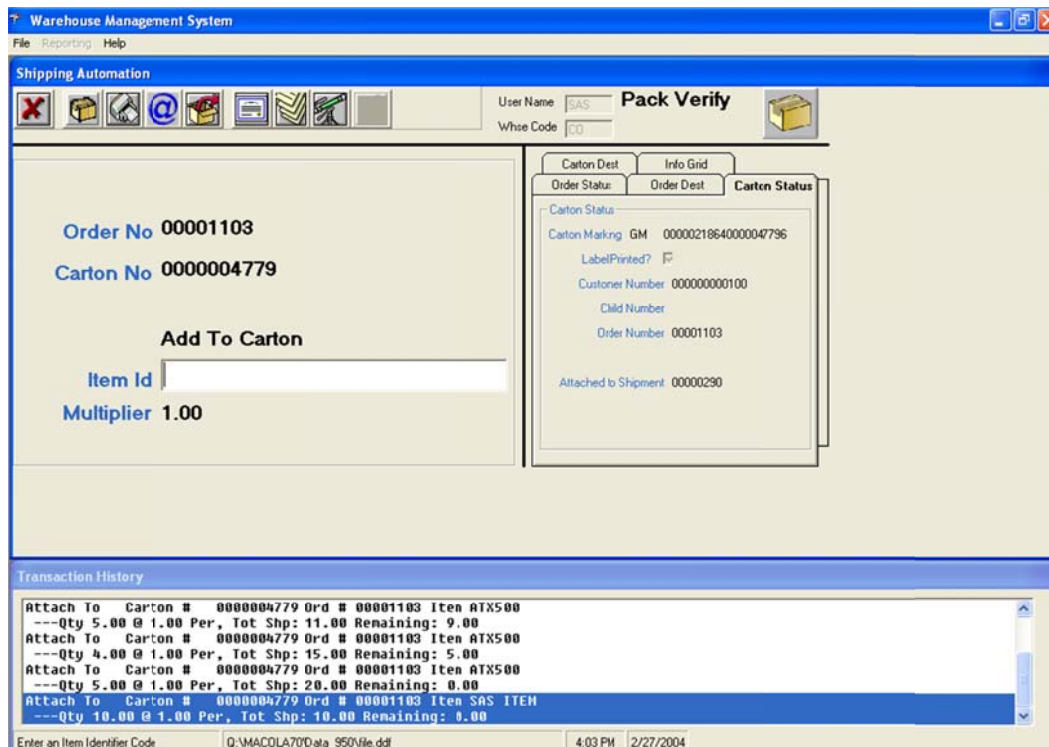 Warehouse Management System
File Reporting Help
Shipping Automation
User Name SAS
Pack Verify
Whse Code CO
Carton Dest Info Grid
Order Status Order Dest Carton Status
Order No 00001103
Carton No 0000004779
Add To Carton
Item Id
Multiplier 1.00
Carton Status
Carton Markng GM 00000218640000047796
LabelPrinted?
Custoner Number 000000000100
Child Number
Order Number 00001103
Attached to Shipment 00000290
Transaction History
Attach To Carton # 0000004779 Ord # 00001103 Iten ATX500
---Qty 5.00 @ 1.00 Per, Tot Shp: 11.00 Remaining: 9.00
Attach To Carton # 0000004779 Ord # 00001103 Iten ATX500
---Qty 4.00 @ 1.00 Per, Tot Shp: 15.00 Remaining: 5.00
Attach To Carton # 0000004779 Ord # 00001103 Iten ATX500
---Qty 5.00 @ 1.00 Per, Tot Shp: 20.00 Remaining: 0.00
Attach To Carton # 0000004779 Ord # 00001103 Iten SAS ITEM
---Qty 10.00 @ 1.00 Per, Tot Shp: 10.00 Remaining: 0.00
Enter an Item Identifier Code Q:\MACOLA70\Data_950\file.ddf 4:03 PM 2/27/2004